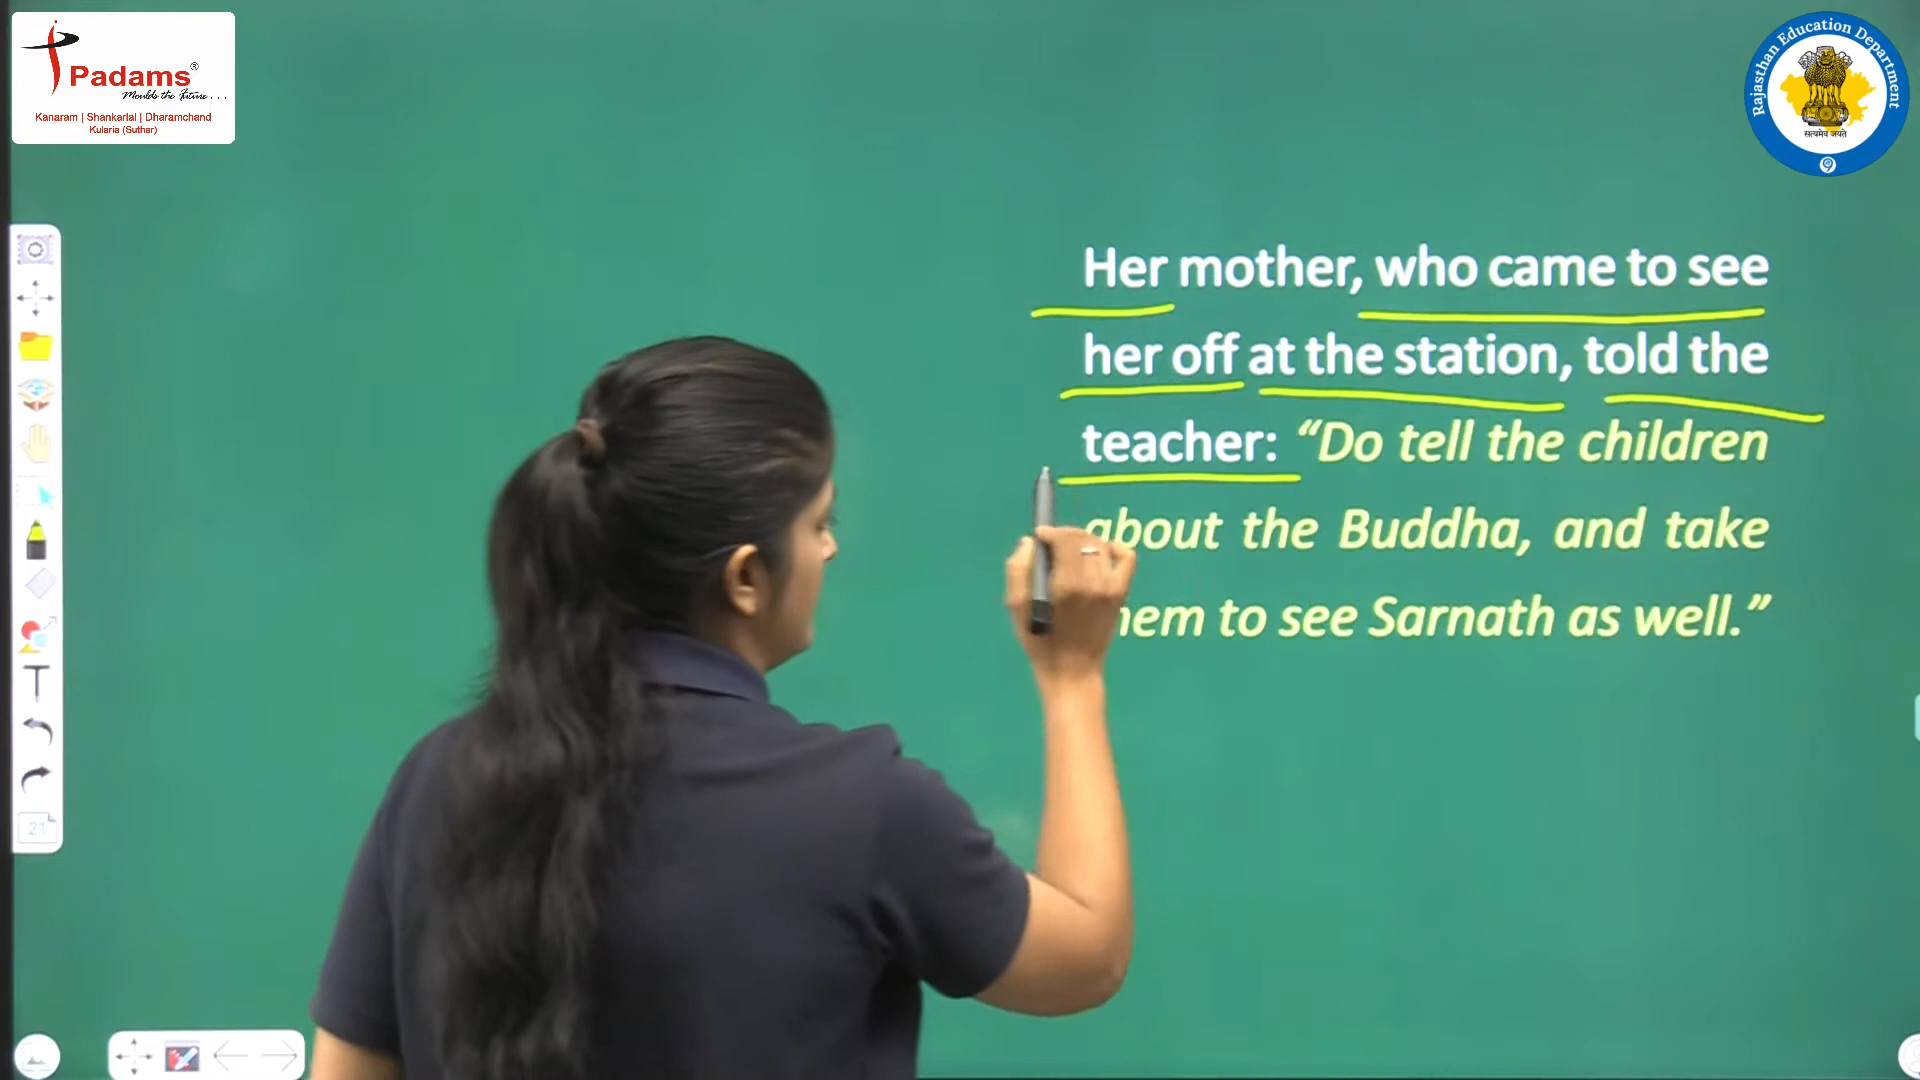 Padams®
Moulds the Future...
Kanaram | Shankarlal | Dharamchand
Kularia (Suthar)
Rajasthan Education Department
सत्यमेव जयते
Her mother, who came to see
her off at the station, told the
teacher: “Do tell the children
about the Buddha, and take
them to see Sarnath as well.”
T
21